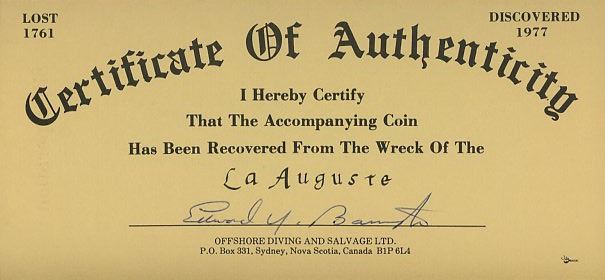 LOST
1761
DISCOVERED
1977
Certificate Of Authenticity
I Hereby Certify
That The Accompanying Coin
Has Been Recovered From The Wreck Of The
La Auguste
OFFSHORE DIVING AND SALVAGE LTD.
P.O. Box 331, Sydney, Nova Scotia, Canada B1P 6L4